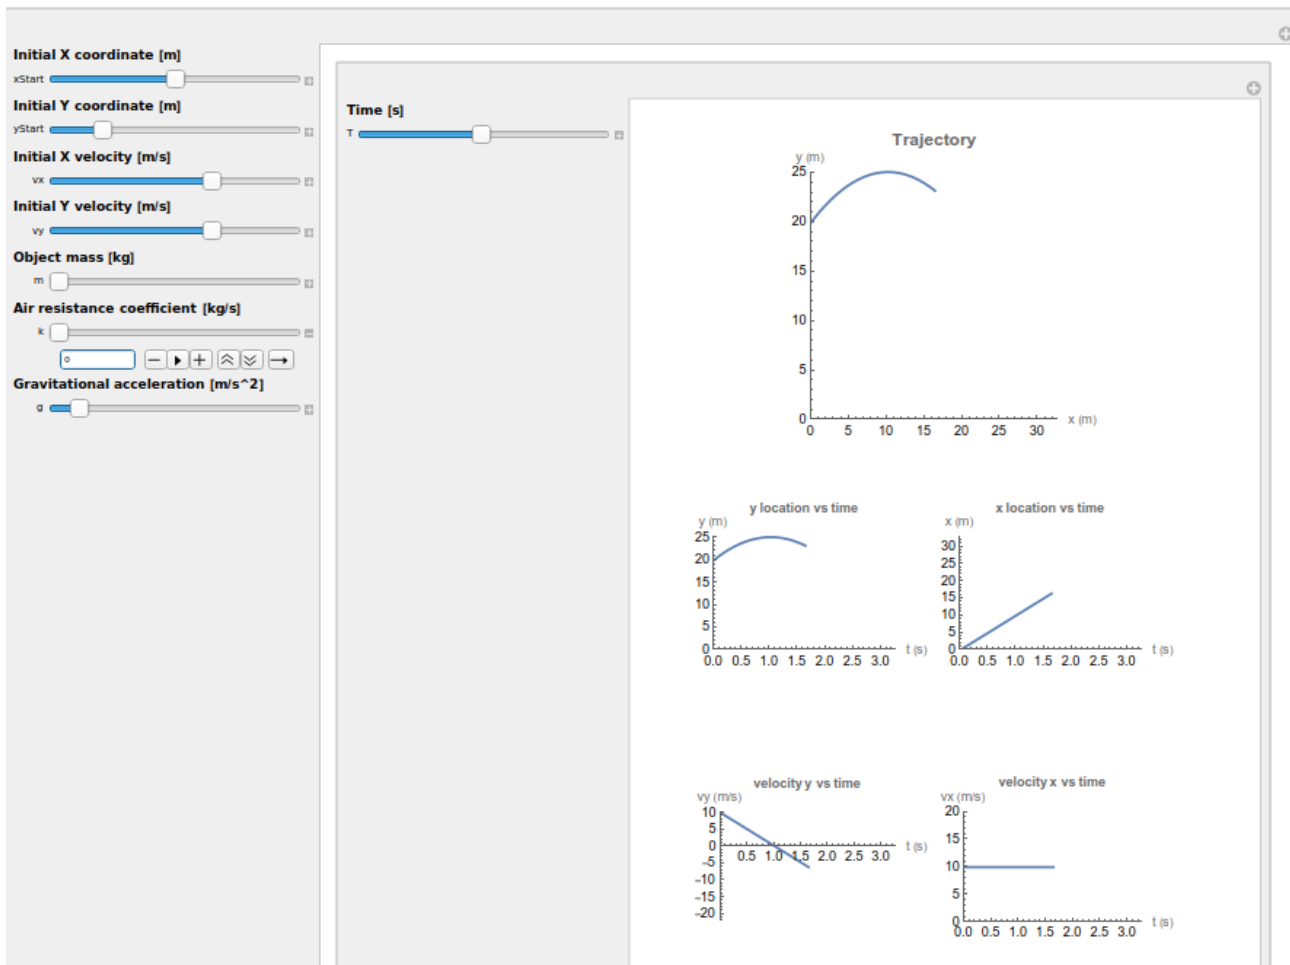 Initial X coordinate [m]
xStart
Initial Y coordinate [m]
yStart
Initial X velocity [m/s]
vx
Initial Y velocity [m/s]
vy
Object mass [kg]
m
Air resistance coefficient [kg/s]
k
0
Gravitational acceleration [m/s^2]
g
Time [s]
T
Trajectory
y (m)
25
20
15
10
5
0
0 5 10 15 20 25 30
x (m)
y location vs time
y (m)
25
20
15
10
5
0
0.0 0.5 1.0 1.5 2.0 2.5 3.0
t (s)
x location vs time
x (m)
30
25
20
15
10
5
0
0.0 0.5 1.0 1.5 2.0 2.5 3.0
t (s)
velocity y vs time
vy (m/s)
10
5
0
-5
-10
-15
-20
0.5 1.0 1.5 2.0 2.5 3.0
t (s)
velocity x vs time
vx (m/s)
20
15
10
5
0
0.0 0.5 1.0 1.5 2.0 2.5 3.0
t (s)